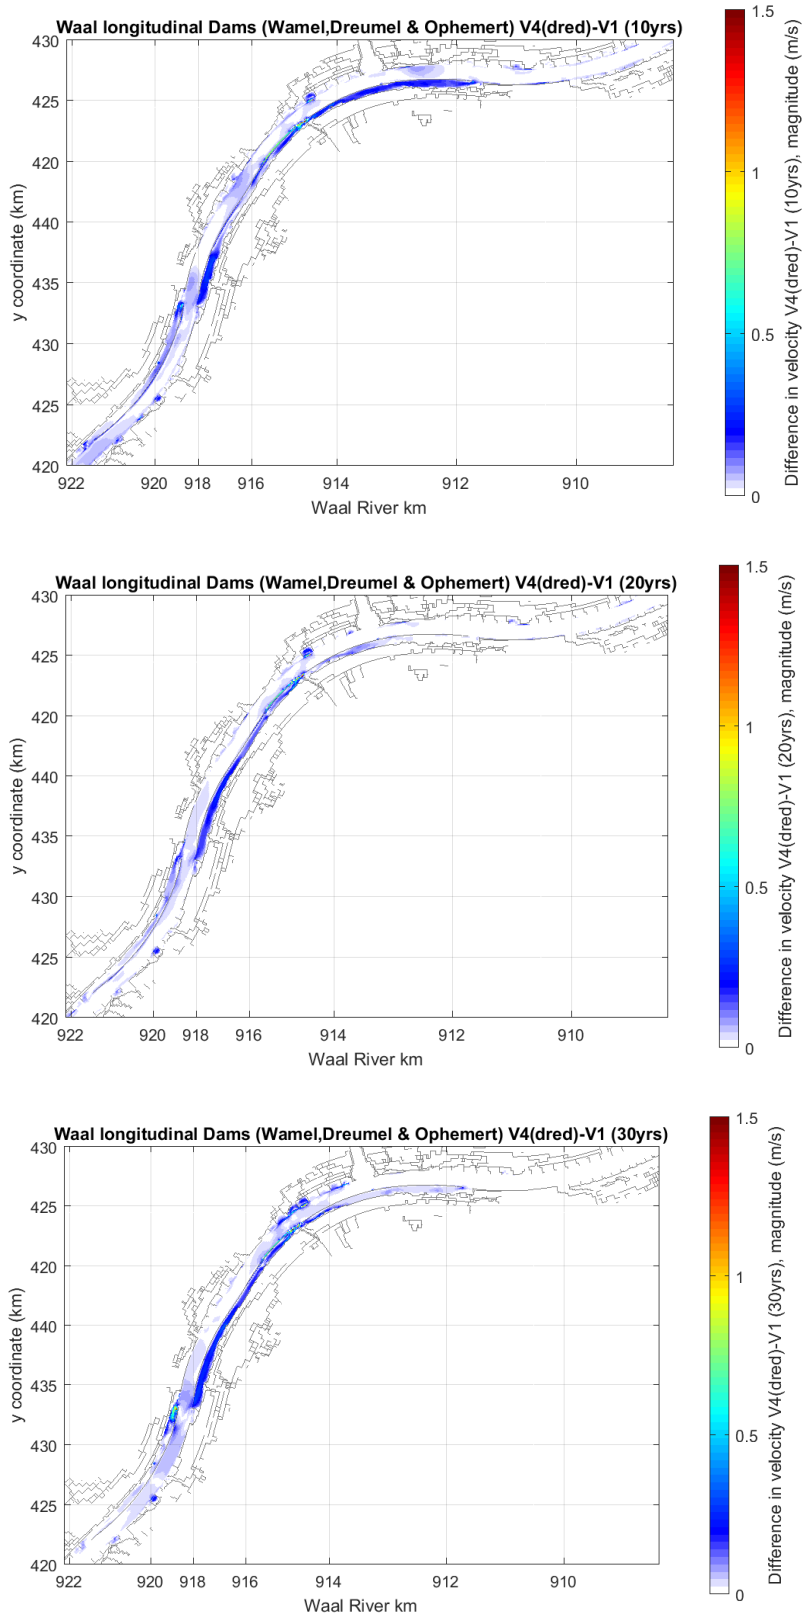 Waal longitudinal Dams (Wamel,Dreumel & Ophemert) V4(dred)-V1 (10yrs)
430
425
420
440
435
430
425
420
922 920 918 916 914 912 910
Waal River km
y coordinate (km)
1.5
1
0.5
0
Difference in velocity V4(dred)-V1 (10yrs), magnitude (m/s)
Waal longitudinal Dams (Wamel,Dreumel & Ophemert) V4(dred)-V1 (20yrs)
430
425
420
440
435
430
425
420
922 920 918 916 914 912 910
Waal River km
y coordinate (km)
1.5
1
0.5
0
Difference in velocity V4(dred)-V1 (20yrs), magnitude (m/s)
Waal longitudinal Dams (Wamel,Dreumel & Ophemert) V4(dred)-V1 (30yrs)
430
425
420
440
435
430
425
420
922 920 918 916 914 912 910
Waal River km
y coordinate (km)
1.5
1
0.5
0
Difference in velocity V4(dred)-V1 (30yrs), magnitude (m/s)